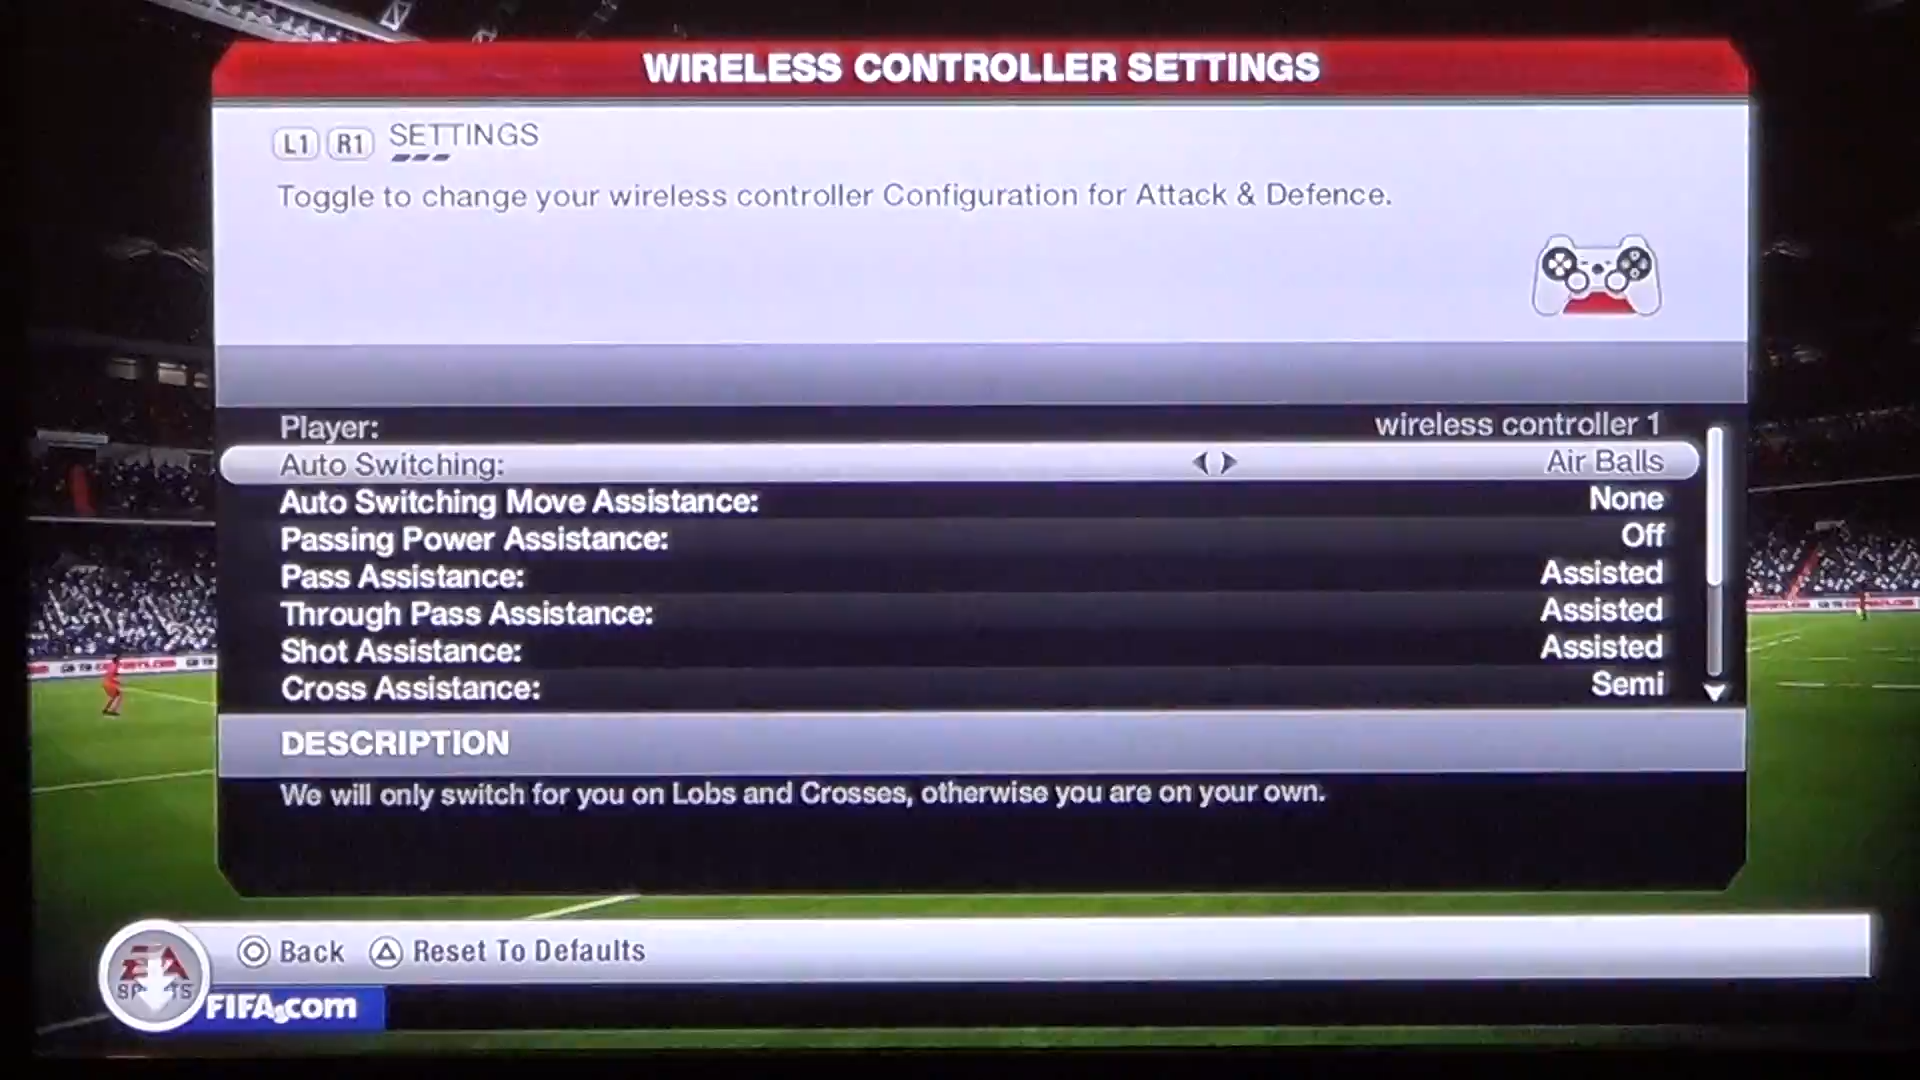 WIRELESS CONTROLLER SETTINGS
L1 R1 SETTINGS
Toggle to change your wireless controller Configuration for Attack & Defence.
Player: wireless controller 1
Auto Switching: Air Balls
Auto Switching Move Assistance: None
Passing Power Assistance: Off
Pass Assistance: Assisted
Through Pass Assistance: Assisted
Shot Assistance: Assisted
Cross Assistance: Semi
DESCRIPTION
We will only switch for you on Lobs and Crosses, otherwise you are on your own.
Back Reset To Defaults
EA
SPORTS
FIFA.com